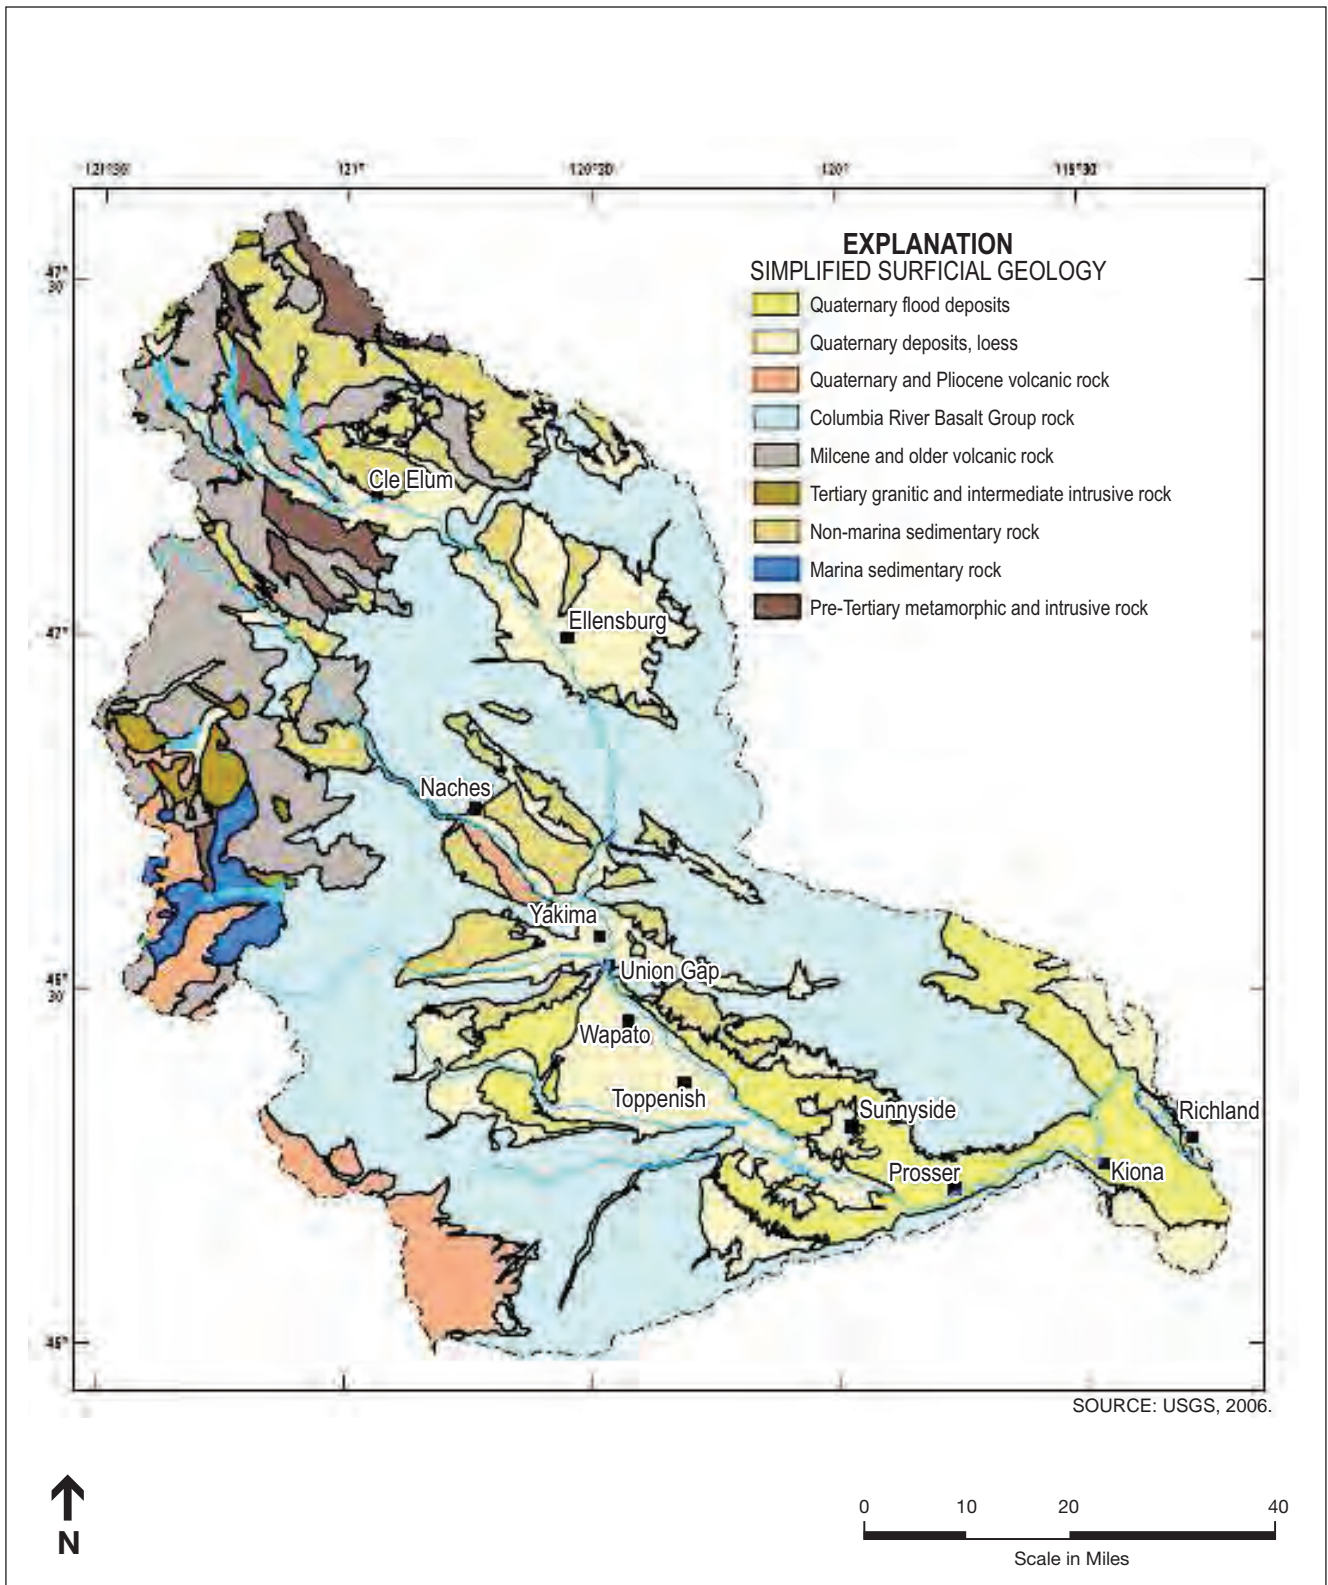 121°30' 121° 120°30' 120° 119°30'
EXPLANATION
SIMPLIFIED SURFICIAL GEOLOGY
Quaternary flood deposits
Quaternary deposits, loess
Quaternary and Pliocene volcanic rock
Columbia River Basalt Group rock
Milcene and older volcanic rock
Tertiary granitic and intermediate intrusive rock
Non-marina sedimentary rock
Marina sedimentary rock
Pre-Tertiary metamorphic and intrusive rock
47°
30'
Cle Elum
Ellensburg
47°
Naches
Yakima
Union Gap
30'
Wapato
Toppenish
Sunnyside
Richland
Prosser
Kiona
SOURCE: USGS, 2006.
N
0 10 20 40
Scale in Miles